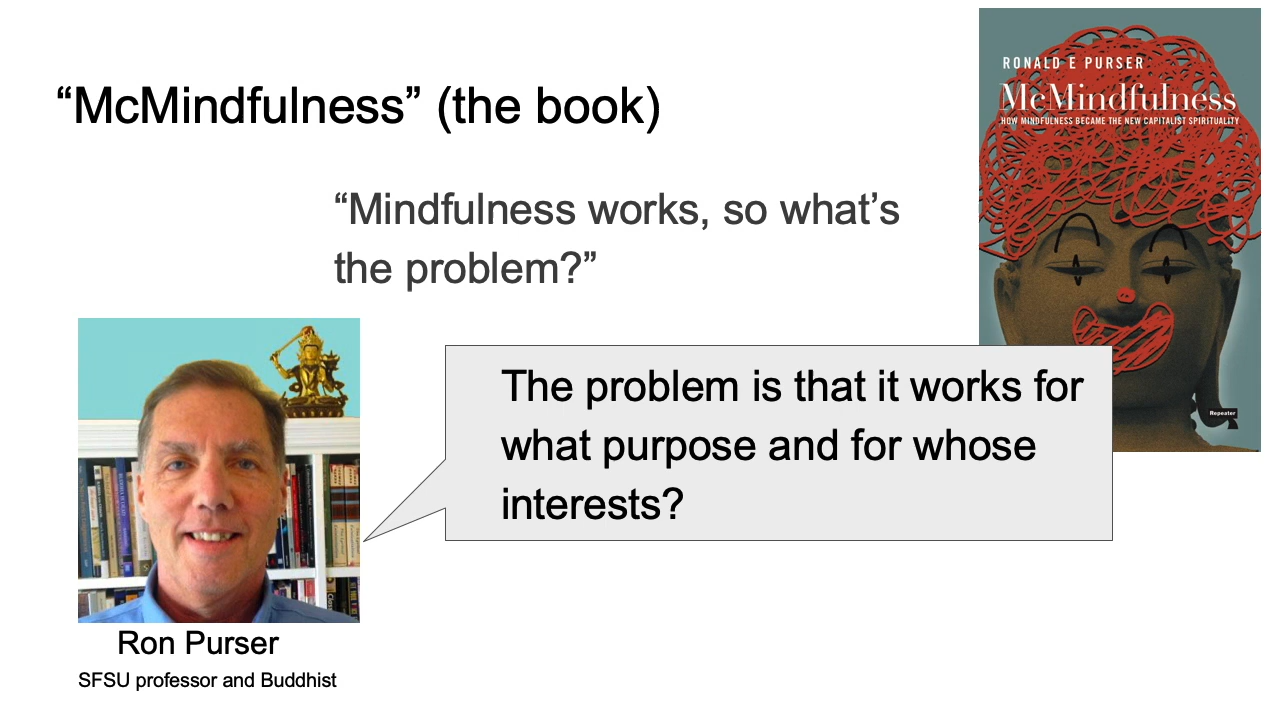 “McMindfulness” (the book)
RONALD E PURSER
McMindfulness
HOW MINDFULNESS BECAME THE NEW CAPITALIST SPIRITUALITY
“Mindfulness works, so what’s
the problem?”
The problem is that it works for
what purpose and for whose
interests?
Repeater
Ron Purser
SFSU professor and Buddhist